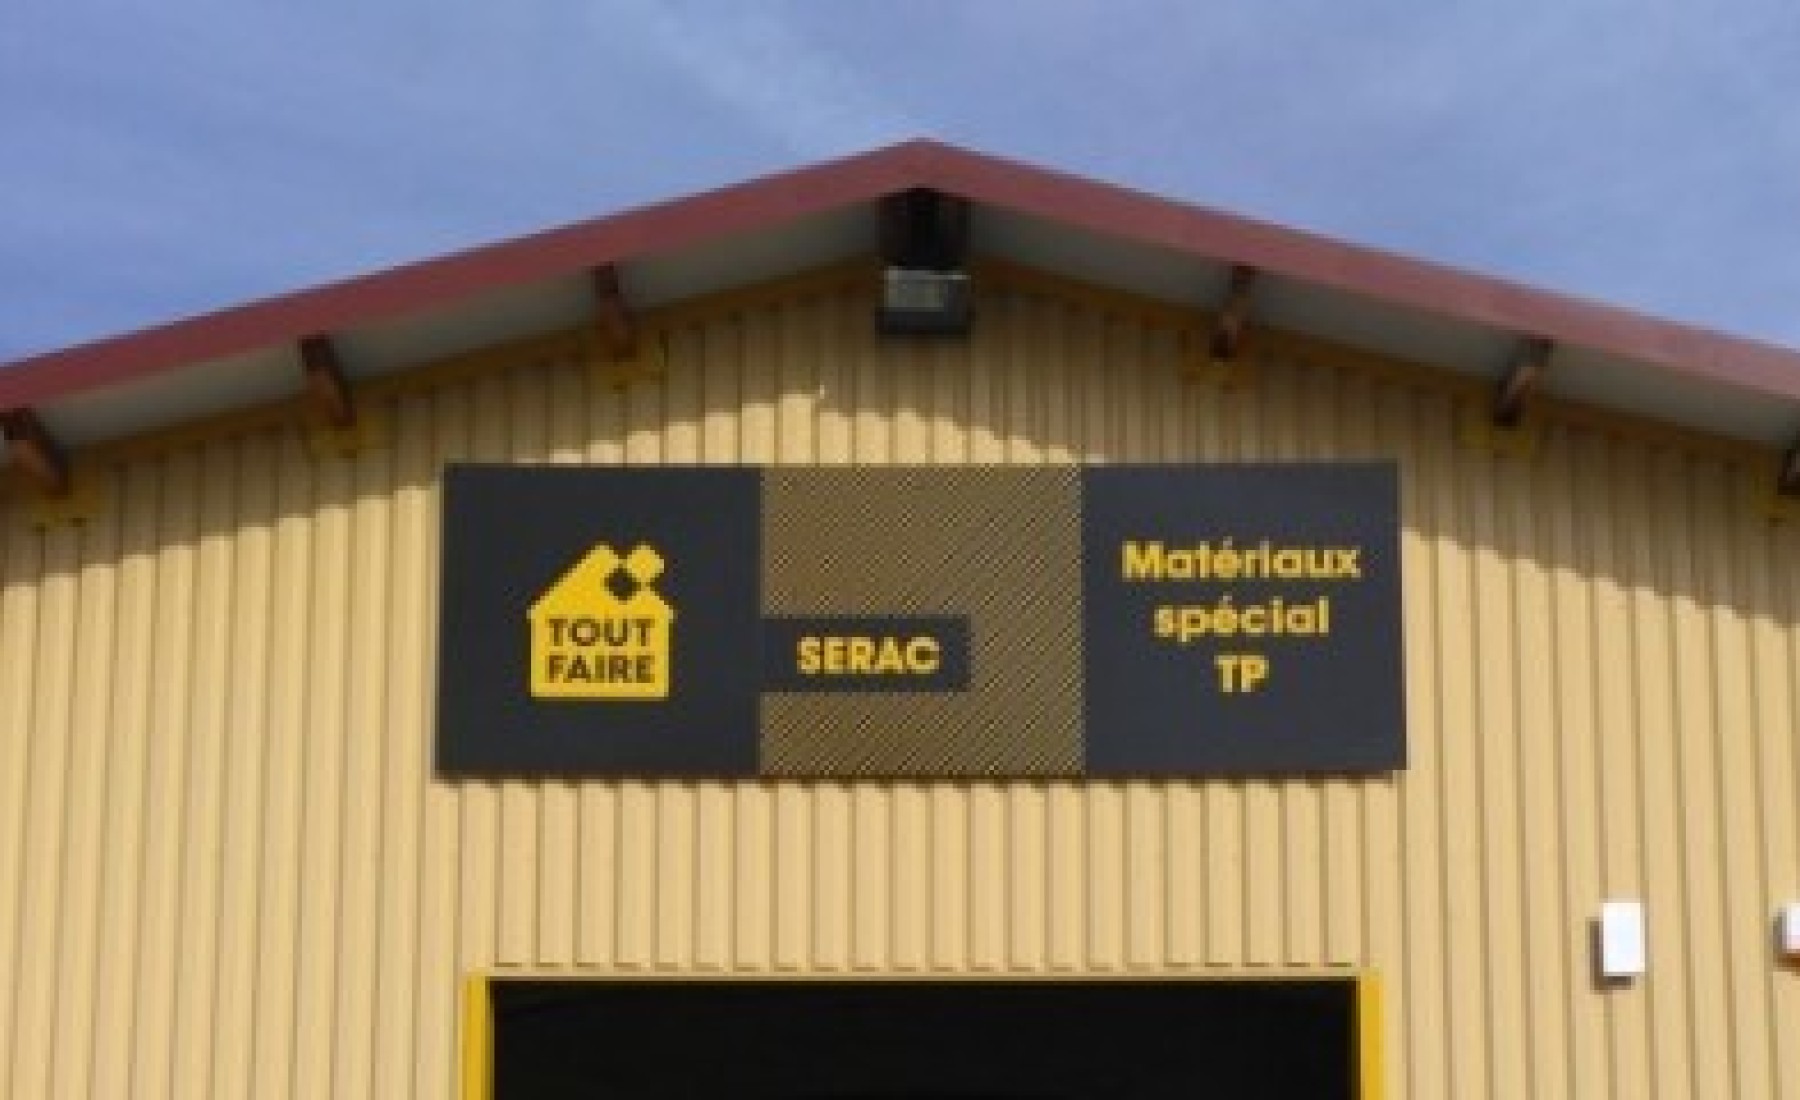 TOUT
FAIRE
SERAC
Matériaux
spécial
TP